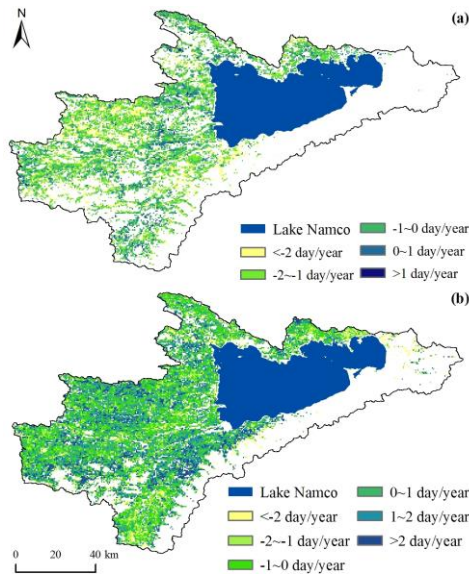 N
(a)
Lake Namco
<-2 day/year
-2~-1 day/year
-1~0 day/year
0~1 day/year
>1 day/year
(b)
Lake Namco
<-2 day/year
-2~-1 day/year
-1~0 day/year
0~1 day/year
1~2 day/year
>2 day/year
0 20 40 km